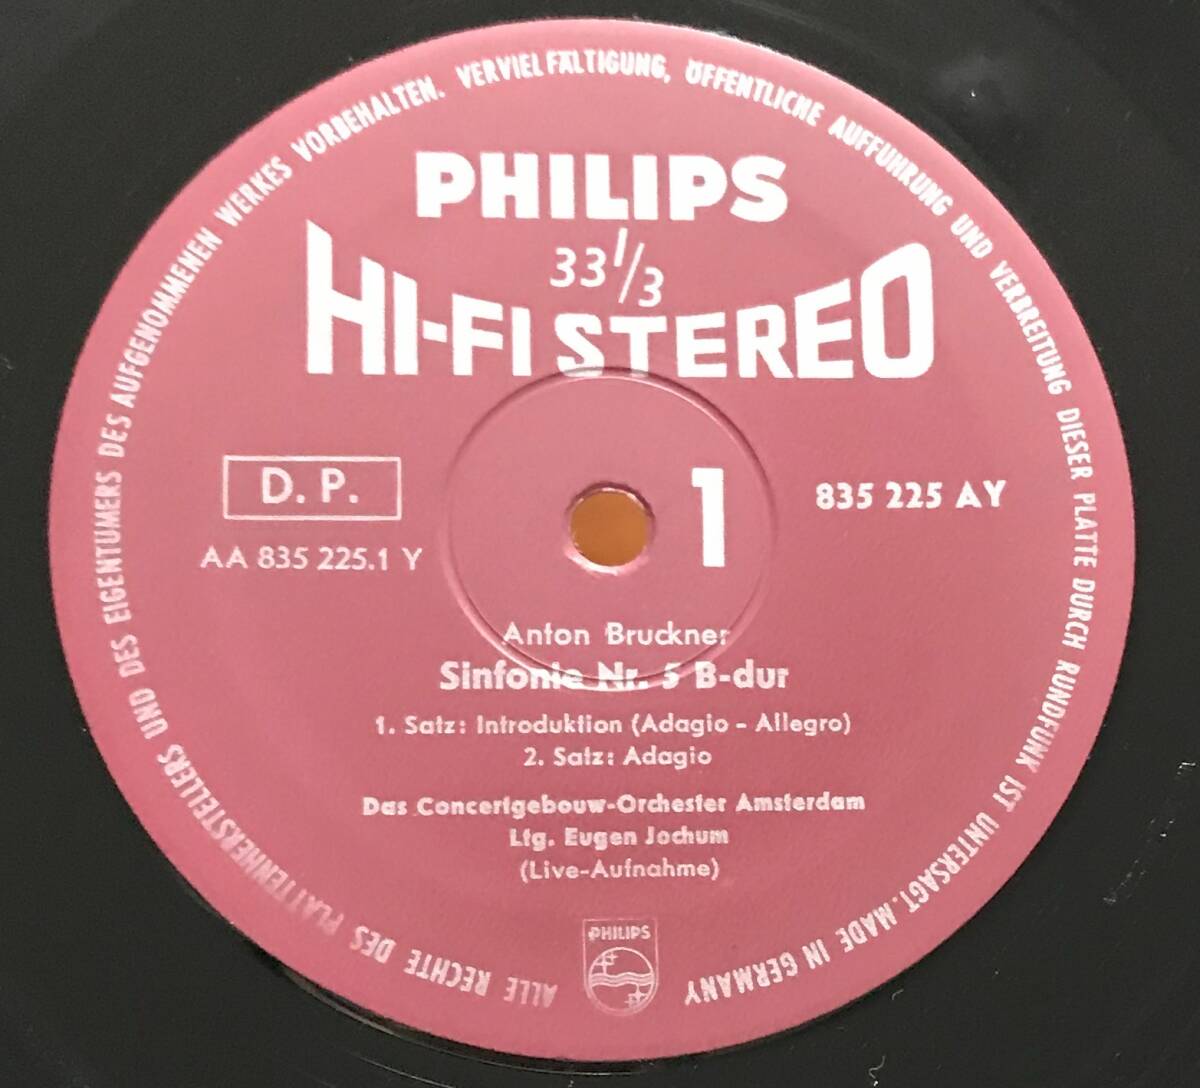 ALLE RECHTE DES PLATTENHERSTELLERS UND DES EIGENTUMERS DES AUFGENOMMENEN WERKES VORBEHALTEN. VERVIELFÄLTIGUNG, ÖFFENTLICHE AUFFUHRUNG UND VERBREITUNG DIESER PLATTE DURCH RUNDFUNK IST UNTERSAGT. MADE IN GERMANY
PHILIPS
33 1/3
HI-FI STEREO
D. P.
1
835 225 AY
AA 835 225.1 Y
Anton Bruckner
Sinfonie Nr. 5 B-dur
1. Satz: Introduktion (Adagio - Allegro)
2. Satz: Adagio
Das Concertgebouw-Orchester Amsterdam
Ltg. Eugen Jochum
(Live-Aufnahme)
PHILIPS